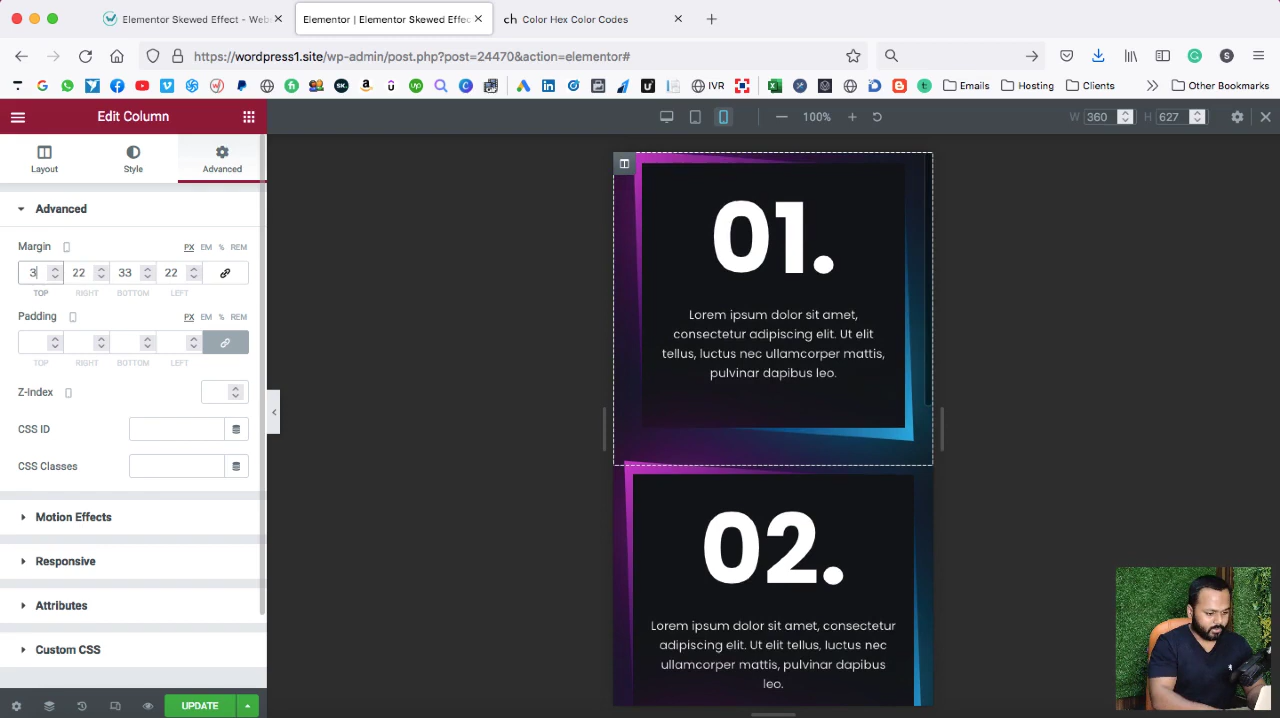 Elementor Skewed Effect - Webs
Elementor | Elementor Skewed Effec
Color Hex Color Codes
https://wordpress1.site/wp-admin/post.php?post=24470&action=elementor#
IVR
Emails
Hosting
Clients
Other Bookmarks
Edit Column
100%
W 360
H 627
Layout
Style
Advanced
Advanced
Margin
PX EM % REM
3 22 33 22
TOP RIGHT BOTTOM LEFT
Padding
PX EM % REM
TOP RIGHT BOTTOM LEFT
Z-Index
CSS ID
CSS Classes
Motion Effects
Responsive
Attributes
Custom CSS
UPDATE
01.
Lorem ipsum dolor sit amet,
consectetur adipiscing elit. Ut elit
tellus, luctus nec ullamcorper mattis,
pulvinar dapibus leo.
02.
Lorem ipsum dolor sit amet, consectetur
adipiscing elit. Ut elit tellus, luctus nec
ullamcorper mattis, pulvinar dapibus
leo.